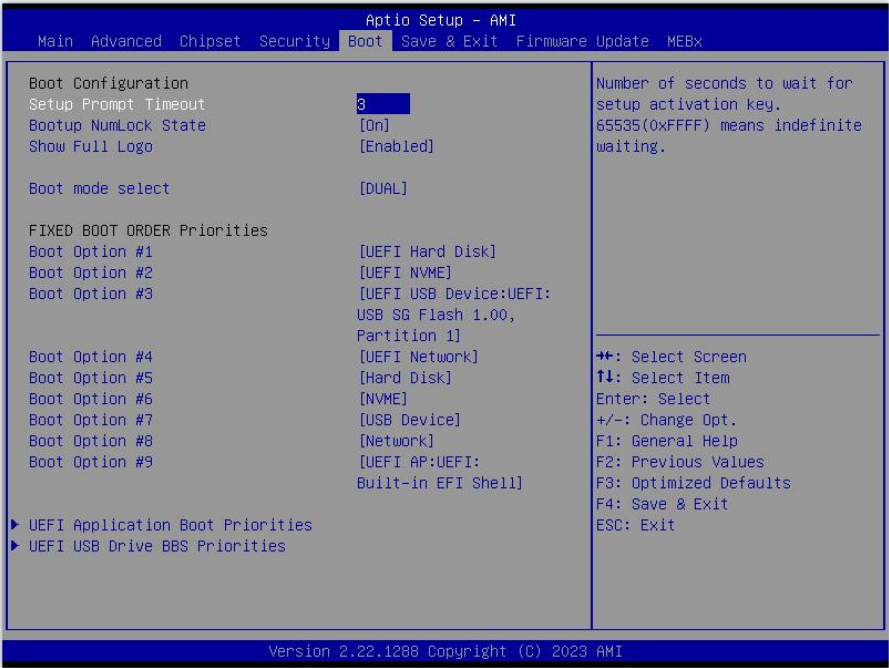 Aptio Setup – AMI
Main Advanced Chipset Security Boot Save & Exit Firmware Update MEBx
Boot Configuration
Setup Prompt Timeout 3
Bootup NumLock State [On]
Show Full Logo [Enabled]
Boot mode select [DUAL]
FIXED BOOT ORDER Priorities
Boot Option #1 [UEFI Hard Disk]
Boot Option #2 [UEFI NVME]
Boot Option #3 [UEFI USB Device:UEFI:
USB SG Flash 1.00,
Partition 1]
Boot Option #4 [UEFI Network]
Boot Option #5 [Hard Disk]
Boot Option #6 [NVME]
Boot Option #7 [USB Device]
Boot Option #8 [Network]
Boot Option #9 [UEFI AP:UEFI:
Built-in EFI Shell]
UEFI Application Boot Priorities
UEFI USB Drive BBS Priorities
Number of seconds to wait for
setup activation key.
65535(0xFFFF) means indefinite
waiting.
→←: Select Screen
↑↓: Select Item
Enter: Select
+/-: Change Opt.
F1: General Help
F2: Previous Values
F3: Optimized Defaults
F4: Save & Exit
ESC: Exit
Version 2.22.1288 Copyright (C) 2023 AMI